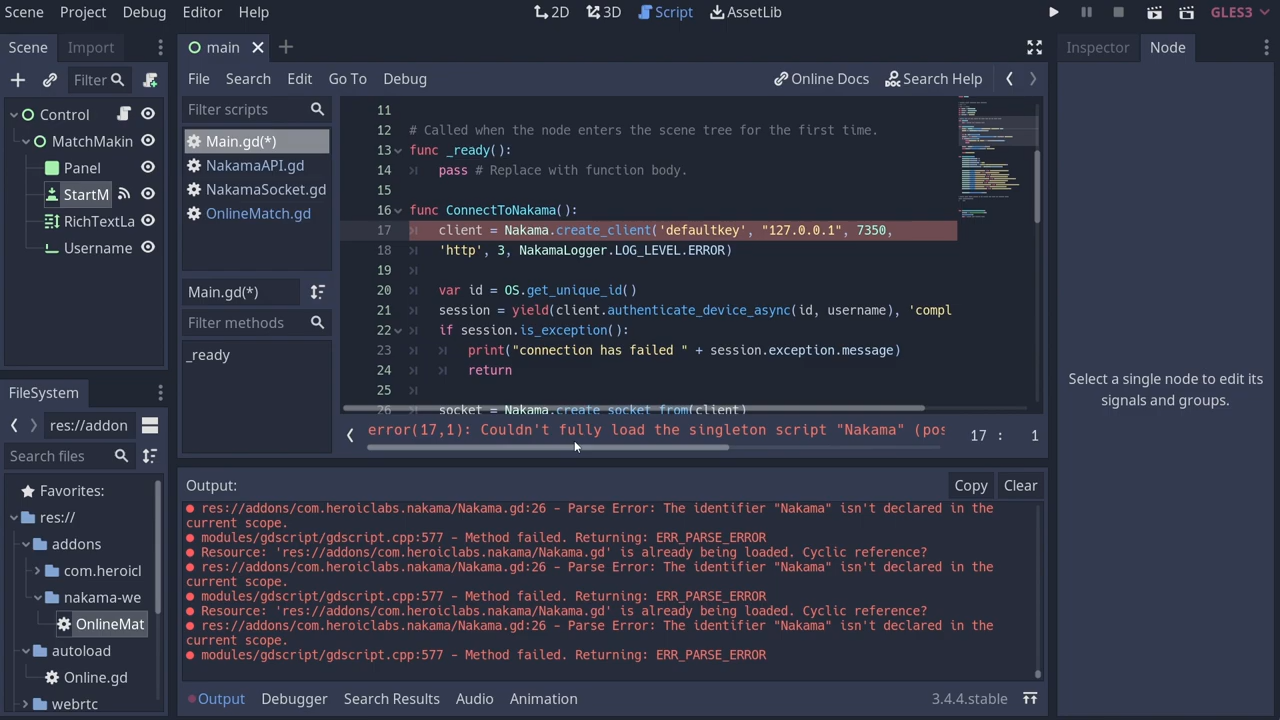 Scene Project Debug Editor Help 2D 3D Script AssetLib GLES3
Scene Import main Inspector Node
Filter File Search Edit Go To Debug Online Docs Search Help
Control
MatchMakin
Panel
StartM
RichTextLa
Username
Filter scripts
Main.gd(*)
NakamaAPI.gd
NakamaSocket.gd
OnlineMatch.gd
Main.gd(*)
Filter methods
_ready
11
12 # Called when the node enters the scene tree for the first time.
13 func _ready():
14 pass # Replace with function body.
15
16 func ConnectToNakama():
17 client = Nakama.create_client('defaultkey', "127.0.0.1", 7350,
18 'http', 3, NakamaLogger.LOG_LEVEL.ERROR)
19
20 var id = OS.get_unique_id()
21 session = yield(client.authenticate_device_async(id, username), 'compl
22 if session.is_exception():
23 print("connection has failed " + session.exception.message)
24 return
25
26 socket = Nakama.create_socket_from(client)
error(17,1): Couldn't fully load the singleton script "Nakama" (pos 17 : 1
Select a single node to edit its
signals and groups.
FileSystem
res://addon
Search files
Favorites:
res://
addons
com.heroicl
nakama-we
OnlineMat
autoload
Online.gd
webrtc
Output: Copy Clear
res://addons/com.heroiclabs.nakama/Nakama.gd:26 - Parse Error: The identifier "Nakama" isn't declared in the
current scope.
modules/gdscript/gdscript.cpp:577 - Method failed. Returning: ERR_PARSE_ERROR
Resource: 'res://addons/com.heroiclabs.nakama/Nakama.gd' is already being loaded. Cyclic reference?
res://addons/com.heroiclabs.nakama/Nakama.gd:26 - Parse Error: The identifier "Nakama" isn't declared in the
current scope.
modules/gdscript/gdscript.cpp:577 - Method failed. Returning: ERR_PARSE_ERROR
Resource: 'res://addons/com.heroiclabs.nakama/Nakama.gd' is already being loaded. Cyclic reference?
res://addons/com.heroiclabs.nakama/Nakama.gd:26 - Parse Error: The identifier "Nakama" isn't declared in the
current scope.
modules/gdscript/gdscript.cpp:577 - Method failed. Returning: ERR_PARSE_ERROR
Output Debugger Search Results Audio Animation 3.4.4.stable